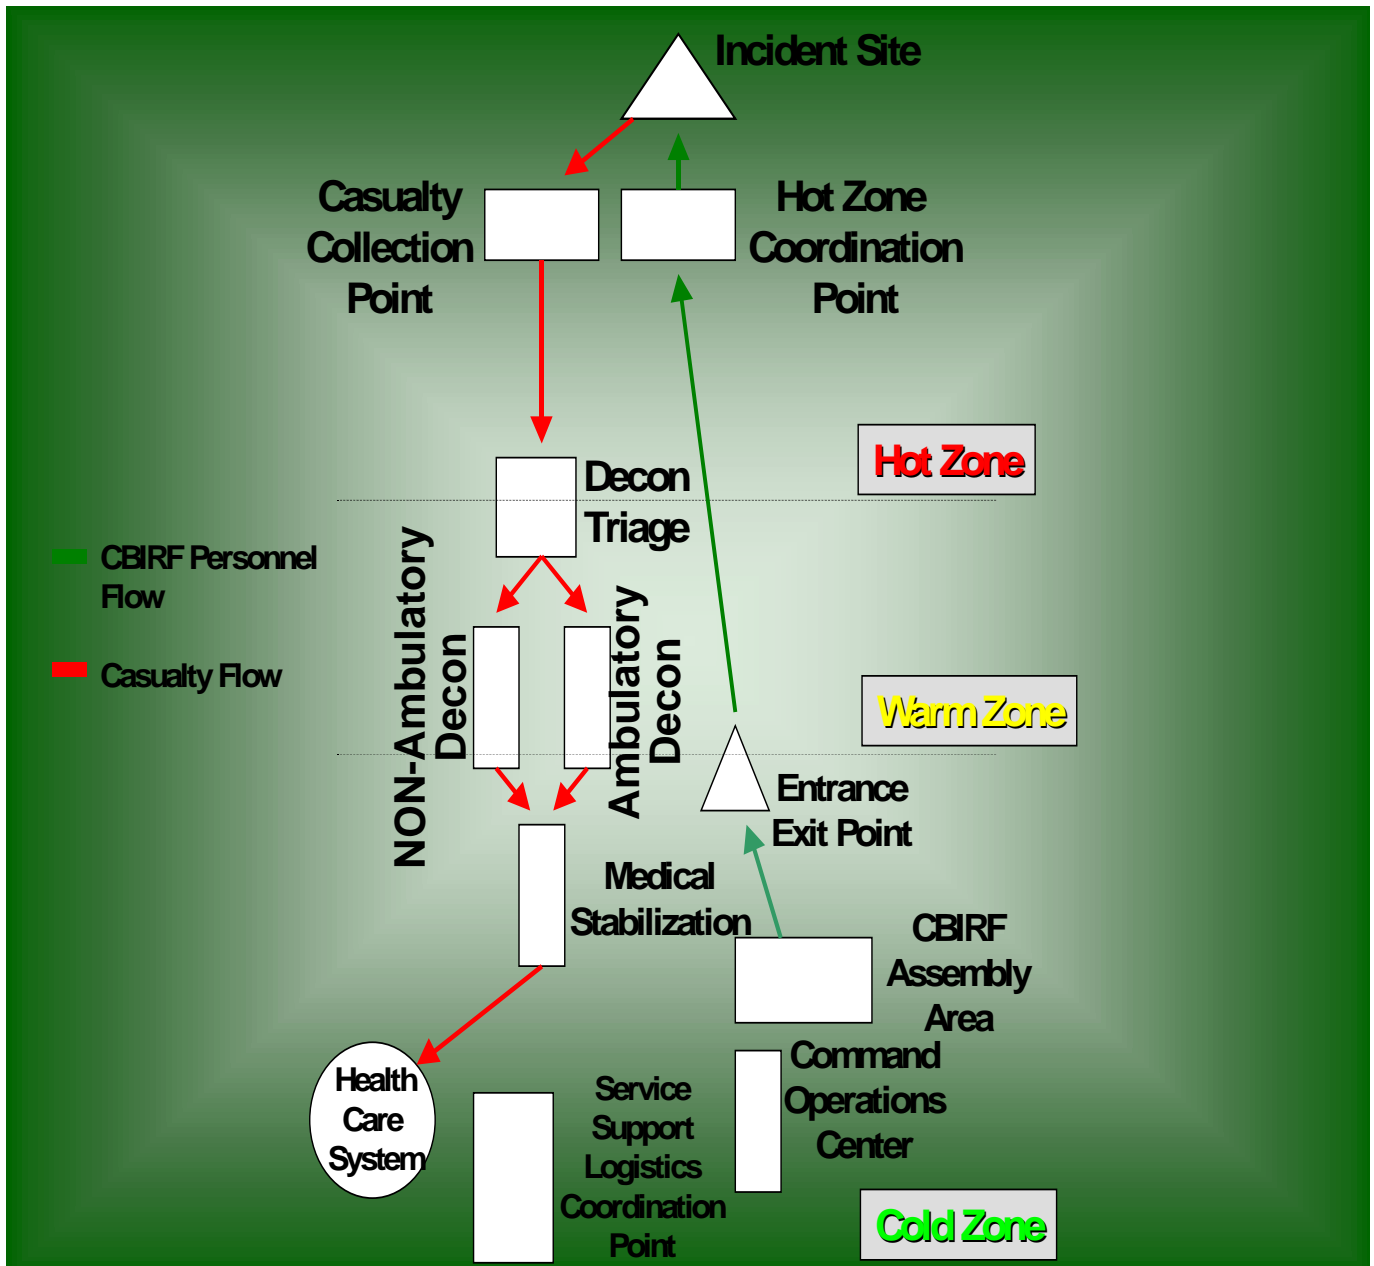 Incident Site
Casualty
Collection
Point
Hot Zone
Coordination
Point
Hot Zone
Decon
Triage
CBIRF Personnel
Flow
Casualty Flow
NON-Ambulatory
Decon
Ambulatory
Decon
Warm Zone
Entrance
Exit Point
Medical
Stabilization
CBIRF
Assembly
Area
Health
Care
System
Service
Support
Logistics
Coordination
Point
Command
Operations
Center
Cold Zone